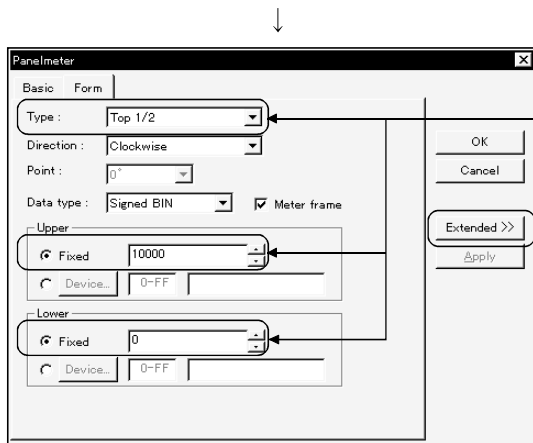 Panelmeter
Basic Form
Type : Top 1/2
Direction : Clockwise
OK
Point : 0°
Cancel
Data type : Signed BIN Meter frame
Upper
Extended >>
Fixed 10000
Apply
Device... 0-FF
Lower
Fixed 0
Device... 0-FF